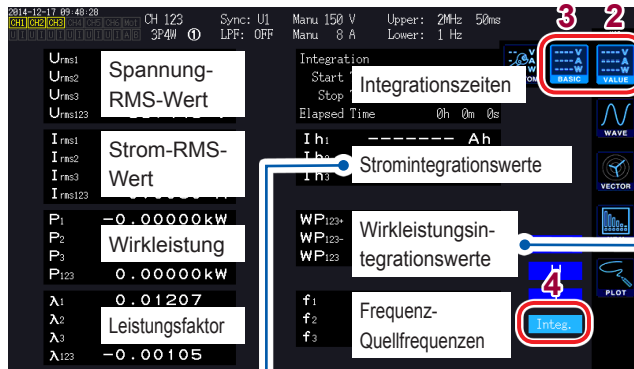 2014-12-17 09:48:28
CH1 CH2 CH3 CH4 CH5 CH6 Mot CH 123 Sync: U1 Manu 150 V Upper: 2MHz 50ms
U I U I U I U I U I U I A B 3P4W ① LPF: OFF Manu 8 A Lower: 1 Hz
3 2
Urms1
Urms2
Urms3
Urms123
Spannung-
RMS-Wert
Irms1
Irms2
Irms3
Irms123
Strom-RMS-
Wert
P1 -0.00000kW
P2
P3
P123 0.00000kW
Wirkleistung
λ1 0.01207
λ2
λ3
λ123 -0.00105
Leistungsfaktor
Integration
Start
Stop
Integrationszeiten
Elapsed Time 0h 0m 0s
Ih1 ------- Ah
Ih3
Stromintegrationswerte
WP123+
WP123-
WP123
Wirkleistungsin-
tegrationswerte
f1
f2
f3
Frequenz-
Quellfrequenzen
V
A
W
BASIC
V
A
W
VALUE
WAVE
VECTOR
PLOT
4
Integ.